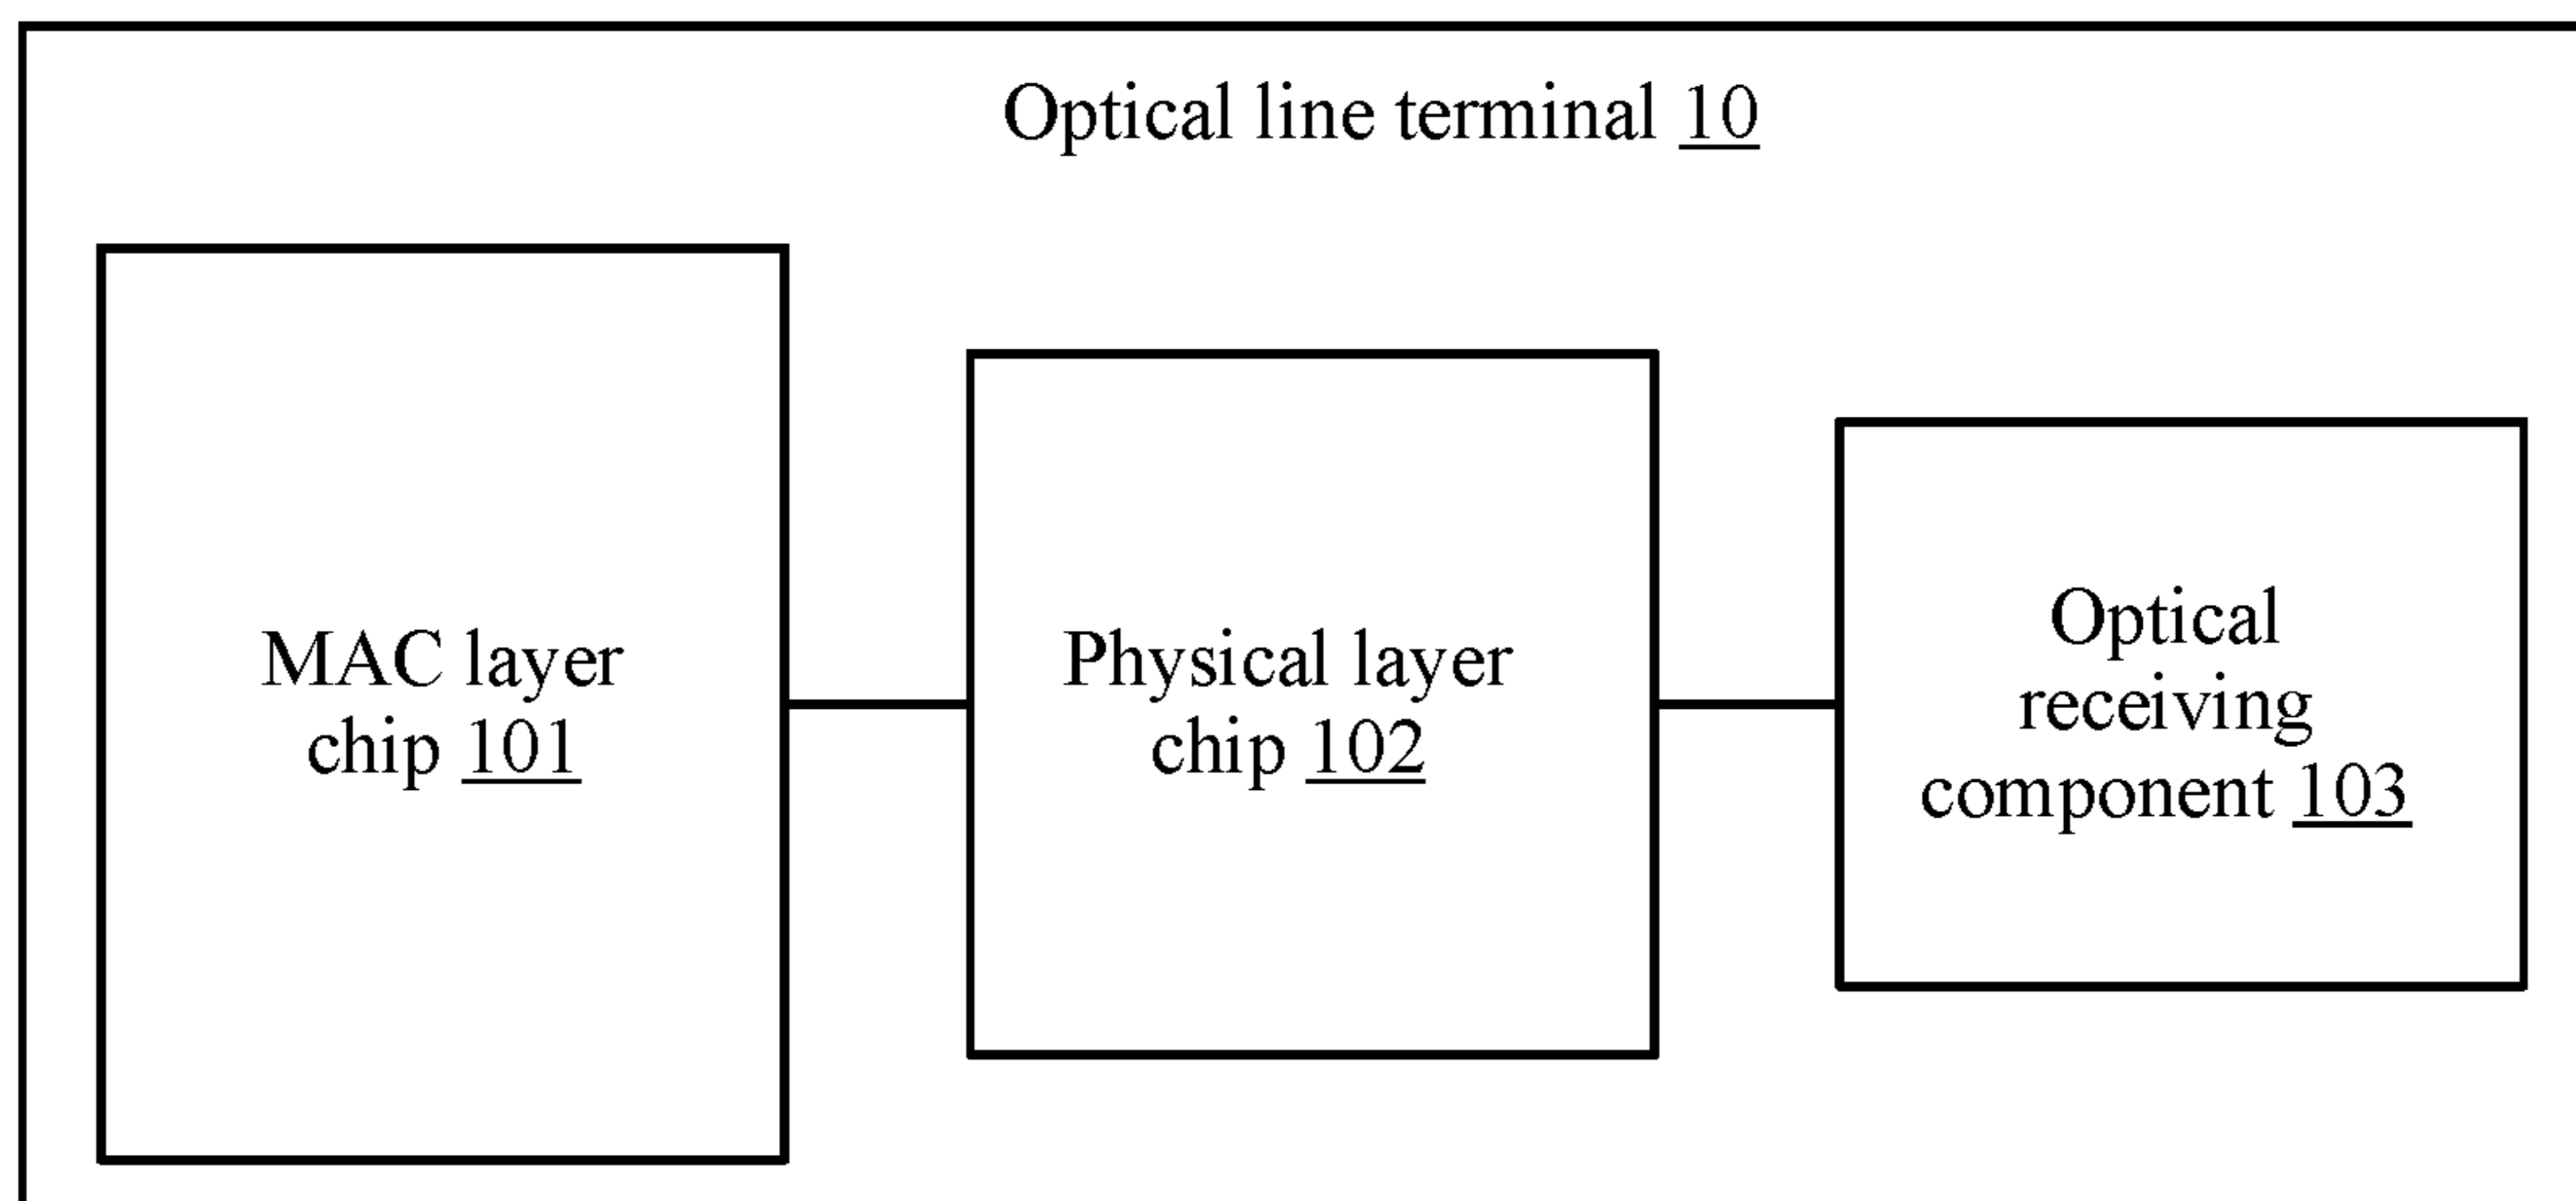 Optical line terminal 10
MAC layer
chip 101
Physical layer
chip 102
Optical
receiving
component 103